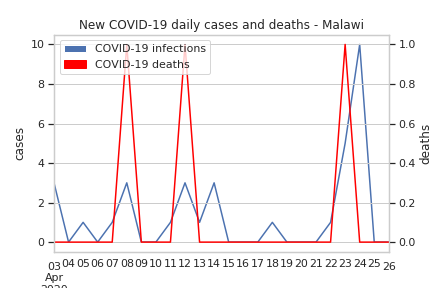 New COVID-19 daily cases and deaths - Malawi
COVID-19 infections
COVID-19 deaths
cases
10
8
6
4
2
0
deaths
1.0
0.8
0.6
0.4
0.2
0.0
03 04 05 06 07 08 09 10 11 12 13 14 15 16 17 18 19 20 21 22 23 24 25 26
Apr